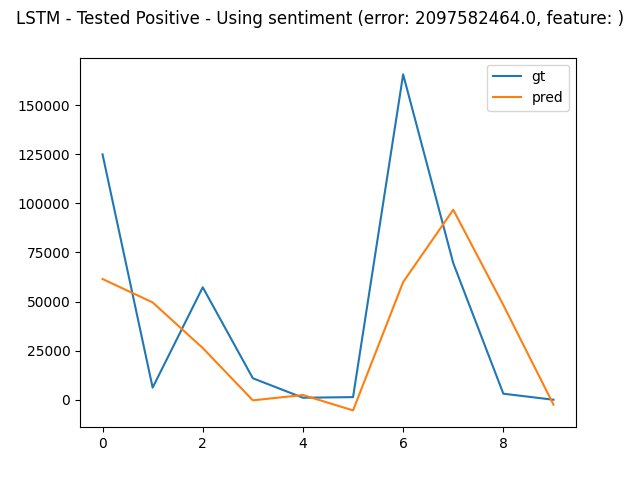 LSTM - Tested Positive - Using sentiment (error: 2097582464.0, feature: )
gt
pred
150000
125000
100000
75000
50000
25000
0
0 2 4 6 8